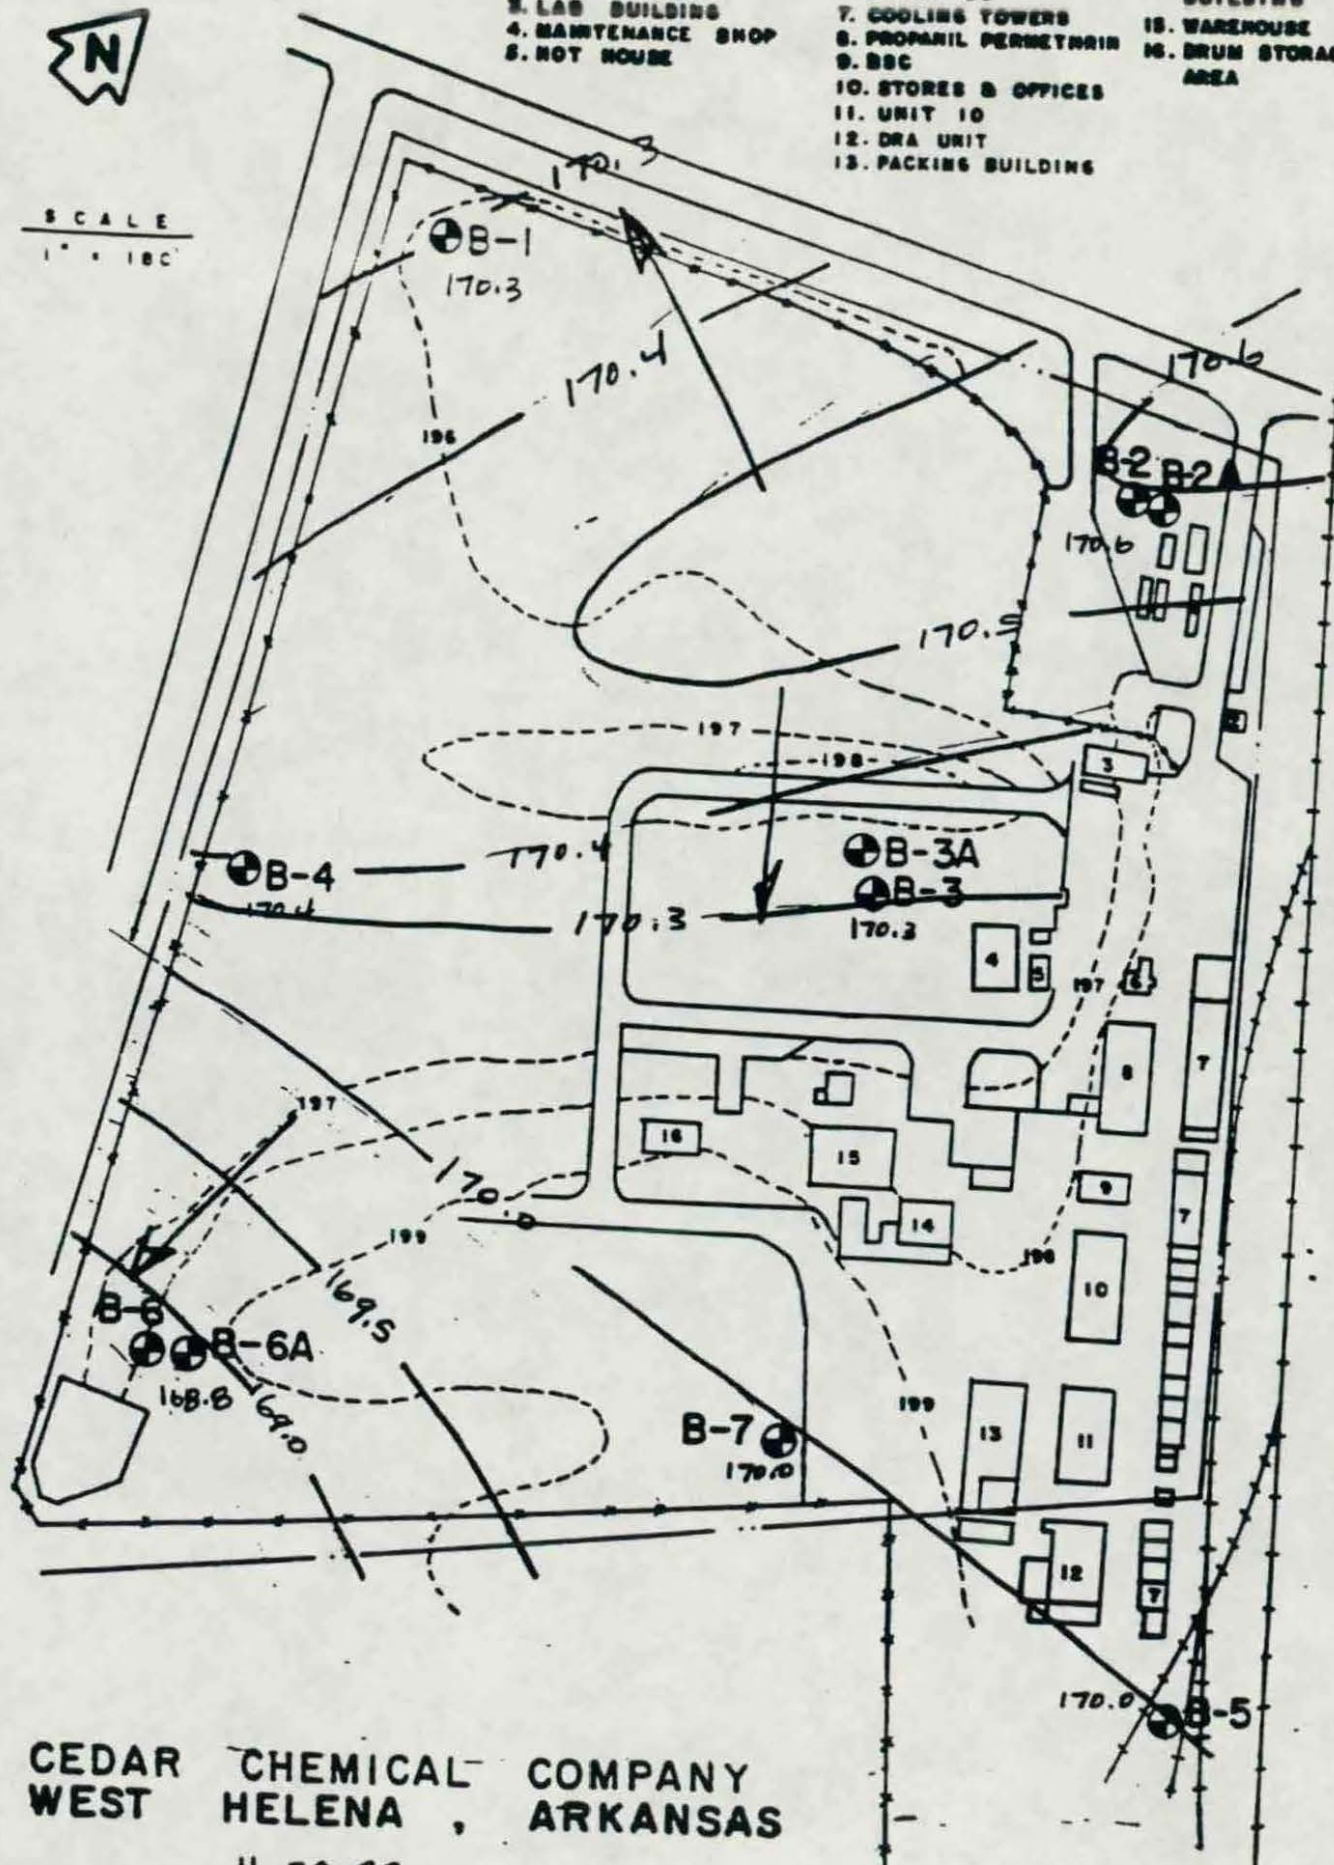 3. LAB BUILDING
4. MAINTENANCE SHOP
5. HOT HOUSE
7. COOLING TOWERS
8. PROPANIL PERMETHRIN
9. BBC
10. STORES & OFFICES
11. UNIT 10
12. DRA UNIT
13. PACKING BUILDING
BUILDING
15. WAREHOUSE
16. DRUM STORAG
AREA
N
SCALE
170.3
B-1
170.3
170.4
170.6
196
B-2 B-2
170.6
170.5
197
198
3
B-3A
B-4
170.4
B-3
170.4
170.3
170.3
4
5
197
6
8
7
197
16
15
9
170.0
199
14
7
198
10
169.5
B-6
B-6A
168.8
169.0
199
B-7
170.0
13
11
12
7
170.0
B-5
CEDAR CHEMICAL COMPANY
WEST HELENA, ARKANSAS